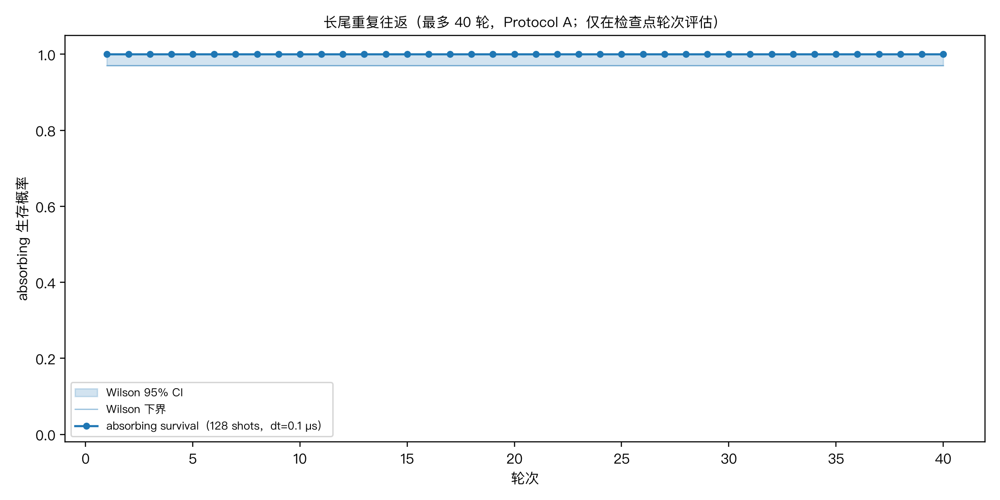 长尾重复往返（最多 40 轮，Protocol A；仅在检查点轮次评估）
absorbing 生存概率
1.0
0.8
0.6
0.4
0.2
0.0
Wilson 95% CI
Wilson 下界
absorbing survival（128 shots，dt=0.1 µs）
0 5 10 15 20 25 30 35 40
轮次